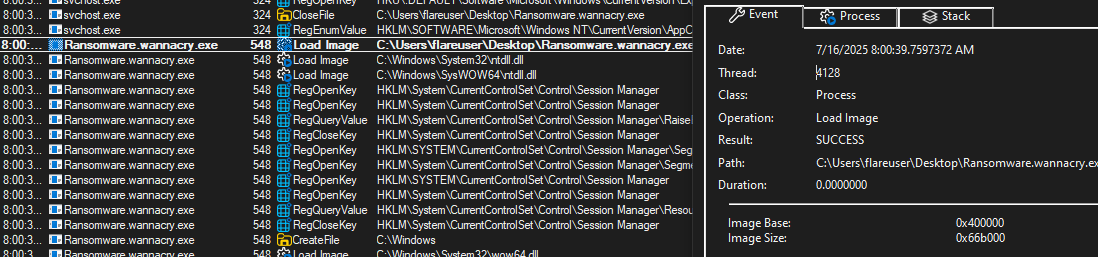 svchost.exe 324 RegOpenKey HKU\.DEFAULT\Software\Microsoft\Windows\CurrentVersion\Ex
svchost.exe 324 CloseFile C:\Users\flareuser\Desktop\Ransomware.wannacry.exe
svchost.exe 324 RegEnumValue HKLM\SOFTWARE\Microsoft\Windows NT\CurrentVersion\AppC
8:00:... Ransomware.wannacry.exe 548 Load Image C:\Users\flareuser\Desktop\Ransomware.wannacry.exe
8:00:3... Ransomware.wannacry.exe 548 Load Image C:\Windows\System32\ntdll.dll
8:00:3... Ransomware.wannacry.exe 548 Load Image C:\Windows\SysWOW64\ntdll.dll
8:00:3... Ransomware.wannacry.exe 548 RegOpenKey HKLM\System\CurrentControlSet\Control\Session Manager
8:00:3... Ransomware.wannacry.exe 548 RegOpenKey HKLM\System\CurrentControlSet\Control\Session Manager
8:00:3... Ransomware.wannacry.exe 548 RegQueryValue HKLM\System\CurrentControlSet\Control\Session Manager\Raise
8:00:3... Ransomware.wannacry.exe 548 RegCloseKey HKLM\System\CurrentControlSet\Control\Session Manager
8:00:3... Ransomware.wannacry.exe 548 RegOpenKey HKLM\SYSTEM\CurrentControlSet\Control\Session Manager\Segm
8:00:3... Ransomware.wannacry.exe 548 RegOpenKey HKLM\System\CurrentControlSet\Control\Session Manager\Segme
8:00:3... Ransomware.wannacry.exe 548 RegOpenKey HKLM\SYSTEM\CurrentControlSet\Control\Session Manager
8:00:3... Ransomware.wannacry.exe 548 RegOpenKey HKLM\System\CurrentControlSet\Control\Session Manager
8:00:3... Ransomware.wannacry.exe 548 RegQueryValue HKLM\System\CurrentControlSet\Control\Session Manager\Resou
8:00:3... Ransomware.wannacry.exe 548 RegCloseKey HKLM\System\CurrentControlSet\Control\Session Manager
8:00:3... Ransomware.wannacry.exe 548 CreateFile C:\Windows
8:00:3... Ransomware.wannacry.exe 548 Load Image C:\Windows\System32\wow64.dll
Event Process Stack
Date: 7/16/2025 8:00:39.7597372 AM
Thread: 4128
Class: Process
Operation: Load Image
Result: SUCCESS
Path: C:\Users\flareuser\Desktop\Ransomware.wannacry.ex
Duration: 0.0000000
Image Base: 0x400000
Image Size: 0x66b000